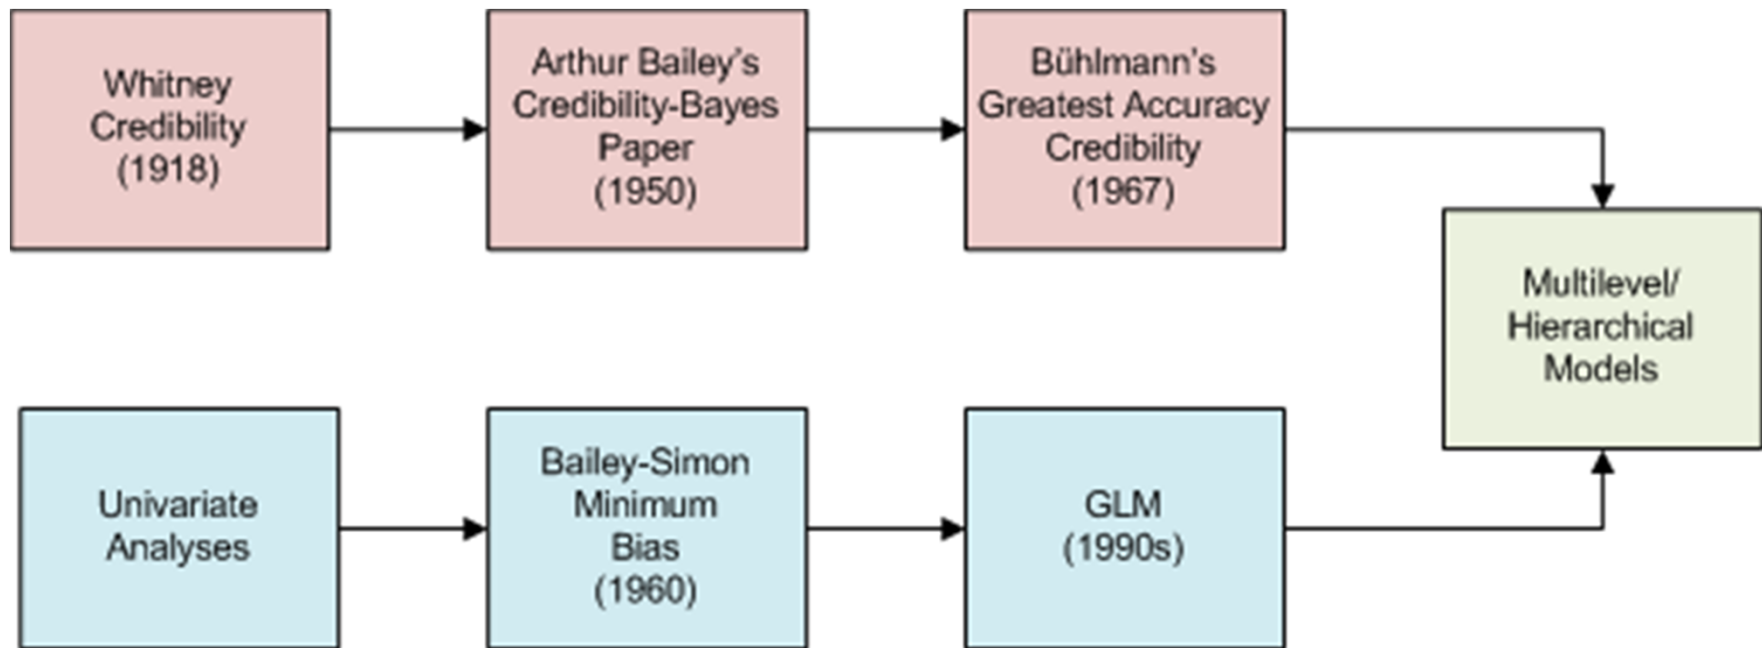 Whitney
Credibility
(1918)
Arthur Bailey's
Credibility-Bayes
Paper
(1950)
Bühlmann's
Greatest Accuracy
Credibility
(1967)
Multilevel/
Hierarchical
Models
Univariate
Analyses
Bailey-Simon
Minimum
Bias
(1960)
GLM
(1990s)